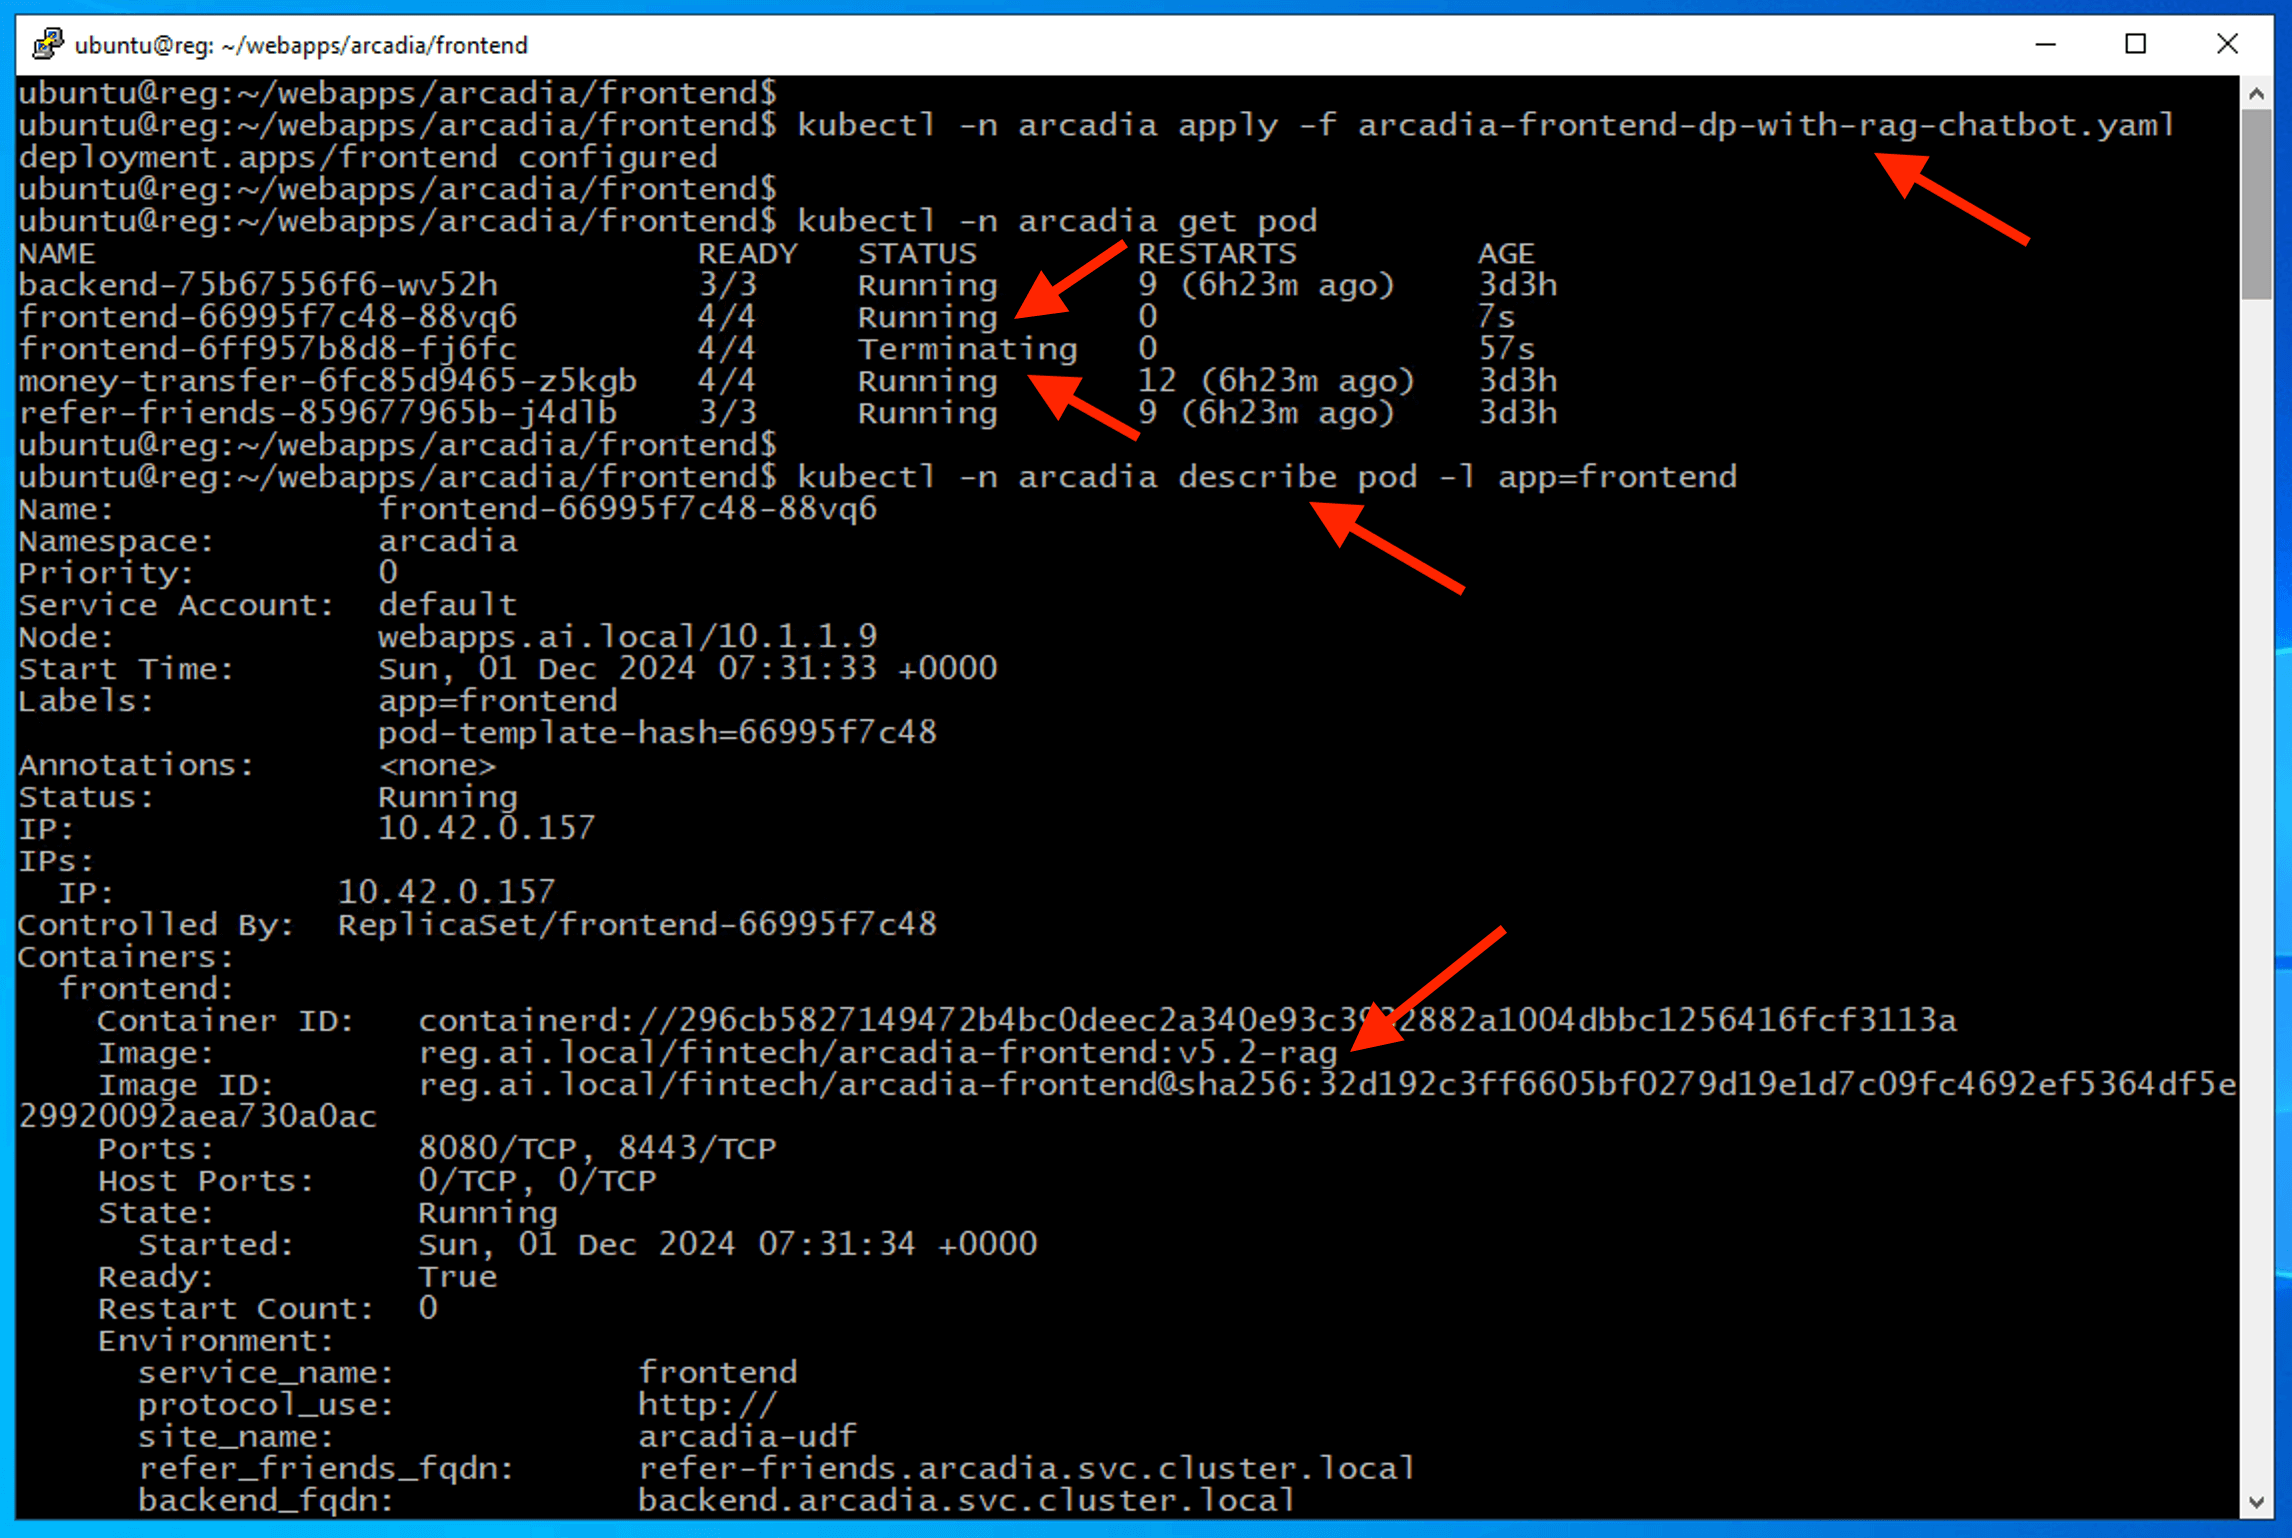 ubuntu@reg: ~/webapps/arcadia/frontend
ubuntu@reg:~/webapps/arcadia/frontend$
ubuntu@reg:~/webapps/arcadia/frontend$ kubectl -n arcadia apply -f arcadia-frontend-dp-with-rag-chatbot.yaml
deployment.apps/frontend configured
ubuntu@reg:~/webapps/arcadia/frontend$
ubuntu@reg:~/webapps/arcadia/frontend$ kubectl -n arcadia get pod
NAME READY STATUS RESTARTS AGE
backend-75b67556f6-wv52h 3/3 Running 9 (6h23m ago) 3d3h
frontend-66995f7c48-88vq6 4/4 Running 0 7s
frontend-6ff957b8d8-fj6fc 4/4 Terminating 0 57s
money-transfer-6fc85d9465-z5kgb 4/4 Running 12 (6h23m ago) 3d3h
refer-friends-859677965b-j4dlb 3/3 Running 9 (6h23m ago) 3d3h
ubuntu@reg:~/webapps/arcadia/frontend$
ubuntu@reg:~/webapps/arcadia/frontend$ kubectl -n arcadia describe pod -l app=frontend
Name: frontend-66995f7c48-88vq6
Namespace: arcadia
Priority: 0
Service Account: default
Node: webapps.ai.local/10.1.1.9
Start Time: Sun, 01 Dec 2024 07:31:33 +0000
Labels: app=frontend
pod-template-hash=66995f7c48
Annotations: <none>
Status: Running
IP: 10.42.0.157
IPs:
IP: 10.42.0.157
Controlled By: ReplicaSet/frontend-66995f7c48
Containers:
frontend:
Container ID:
Image: reg.ai.local/fintech/arcadia-frontend:v5.2-rag
Image ID: reg.ai.local/fintech/arcadia-frontend@sha256:32d192c3ff6605bf0279d19e1d7c09fc4692ef5364df5e
29920092aea730a0ac
Ports: 8080/TCP, 8443/TCP
Host Ports: 0/TCP, 0/TCP
State: Running
Started: Sun, 01 Dec 2024 07:31:34 +0000
Ready: True
Restart Count: 0
Environment:
service_name: frontend
protocol_use: http://
site_name: arcadia-udf
refer_friends_fqdn: refer-friends.arcadia.svc.cluster.local
backend_fqdn: backend.arcadia.svc.cluster.local